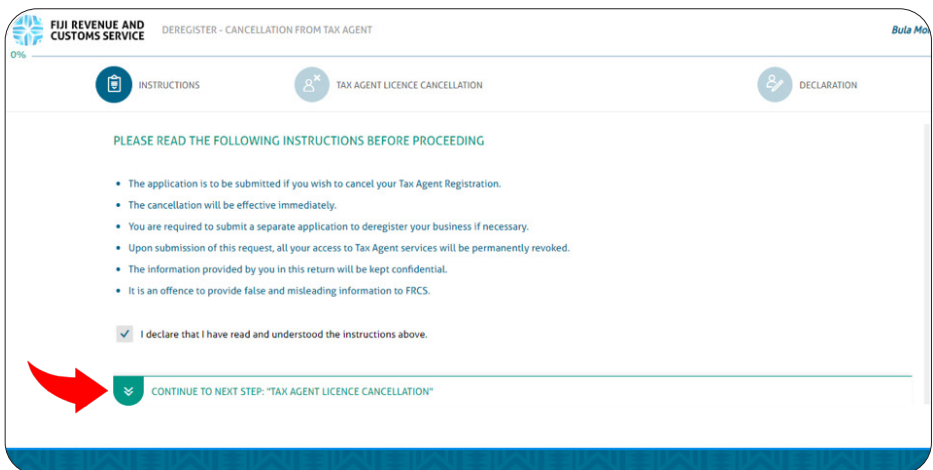 FIJI REVENUE AND
CUSTOMS SERVICE
DEREGISTER - CANCELLATION FROM TAX AGENT
Bula Mo
0%
INSTRUCTIONS
TAX AGENT LICENCE CANCELLATION
DECLARATION
PLEASE READ THE FOLLOWING INSTRUCTIONS BEFORE PROCEEDING
• The application is to be submitted if you wish to cancel your Tax Agent Registration.
• The cancellation will be effective immediately.
• You are required to submit a separate application to deregister your business if necessary.
• Upon submission of this request, all your access to Tax Agent services will be permanently revoked.
• The information provided by you in this return will be kept confidential.
• It is an offence to provide false and misleading information to FRCS.
I declare that I have read and understood the instructions above.
CONTINUE TO NEXT STEP: "TAX AGENT LICENCE CANCELLATION"